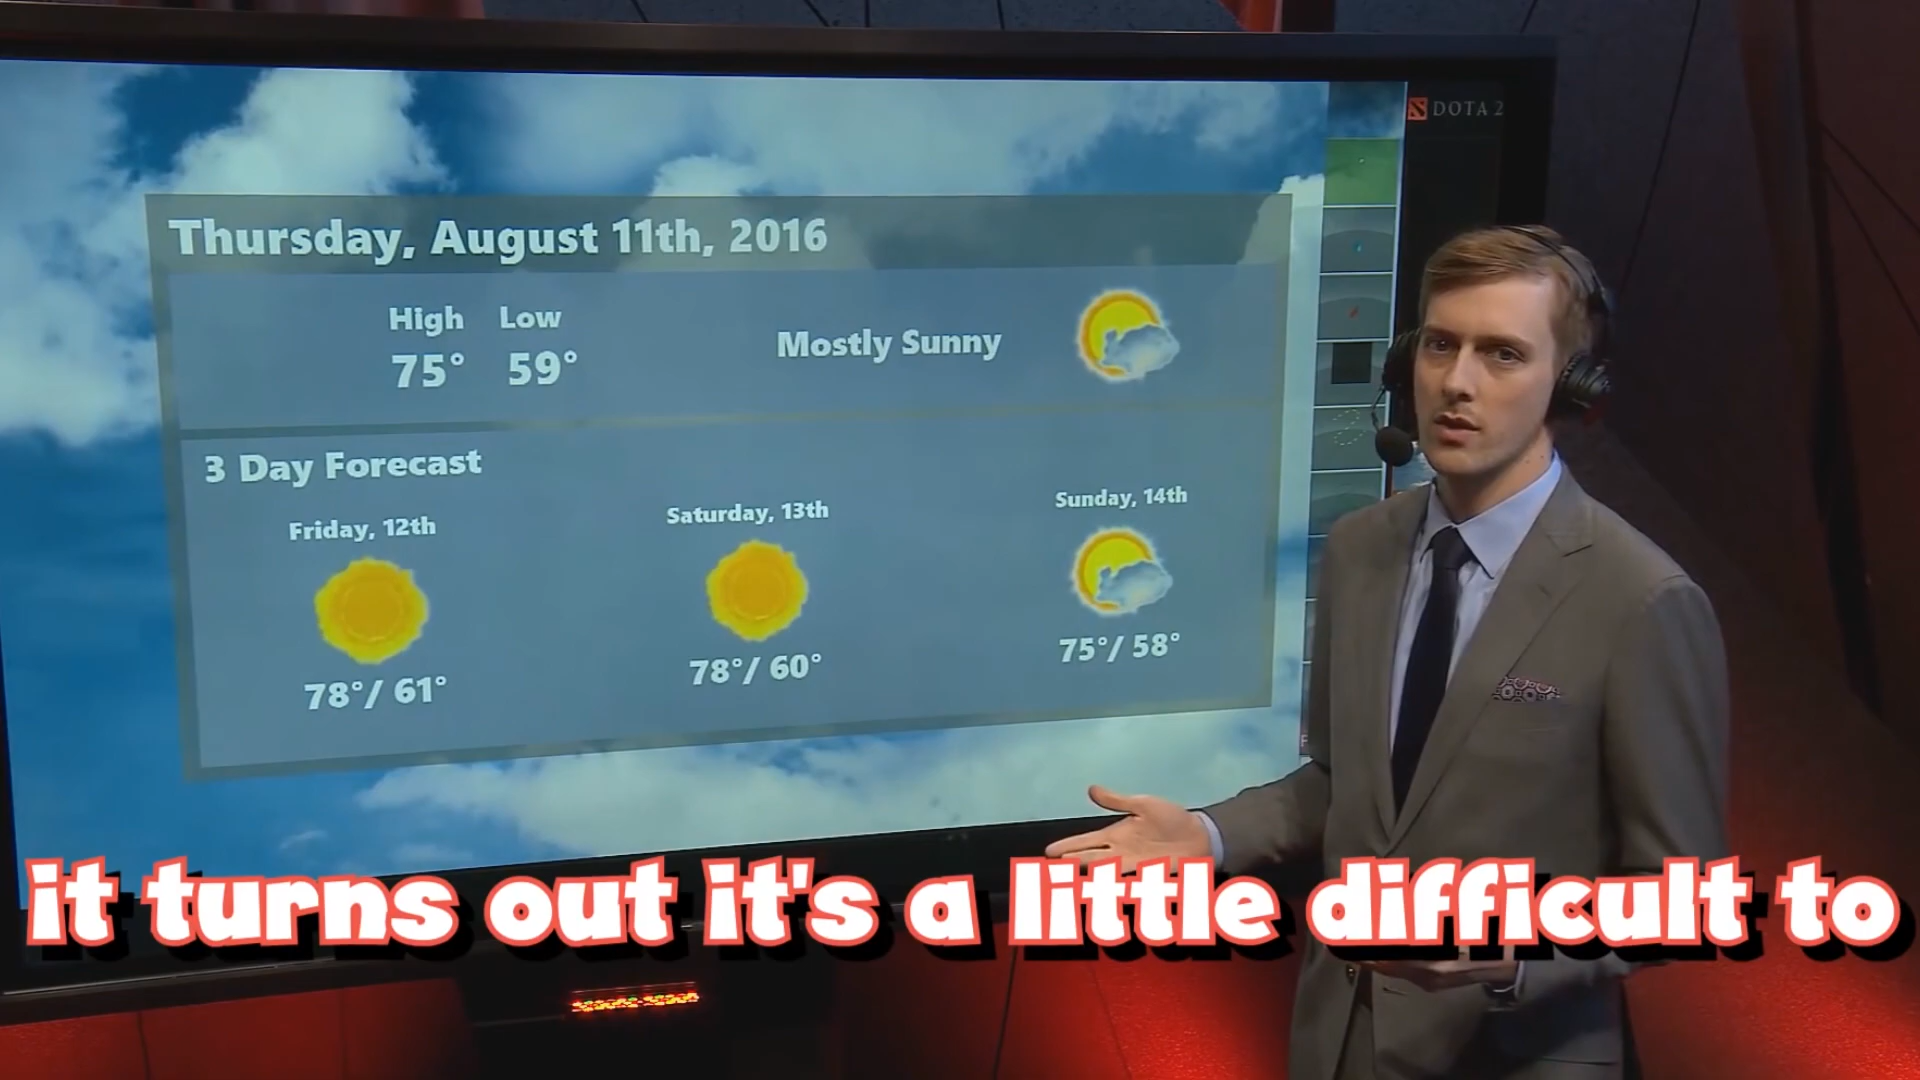 DOTA 2
Thursday, August 11th, 2016
High Low
75° 59°
Mostly Sunny
3 Day Forecast
Friday, 12th
78°/ 61°
Saturday, 13th
78°/ 60°
Sunday, 14th
75°/ 58°
it turns out it's a little difficult to